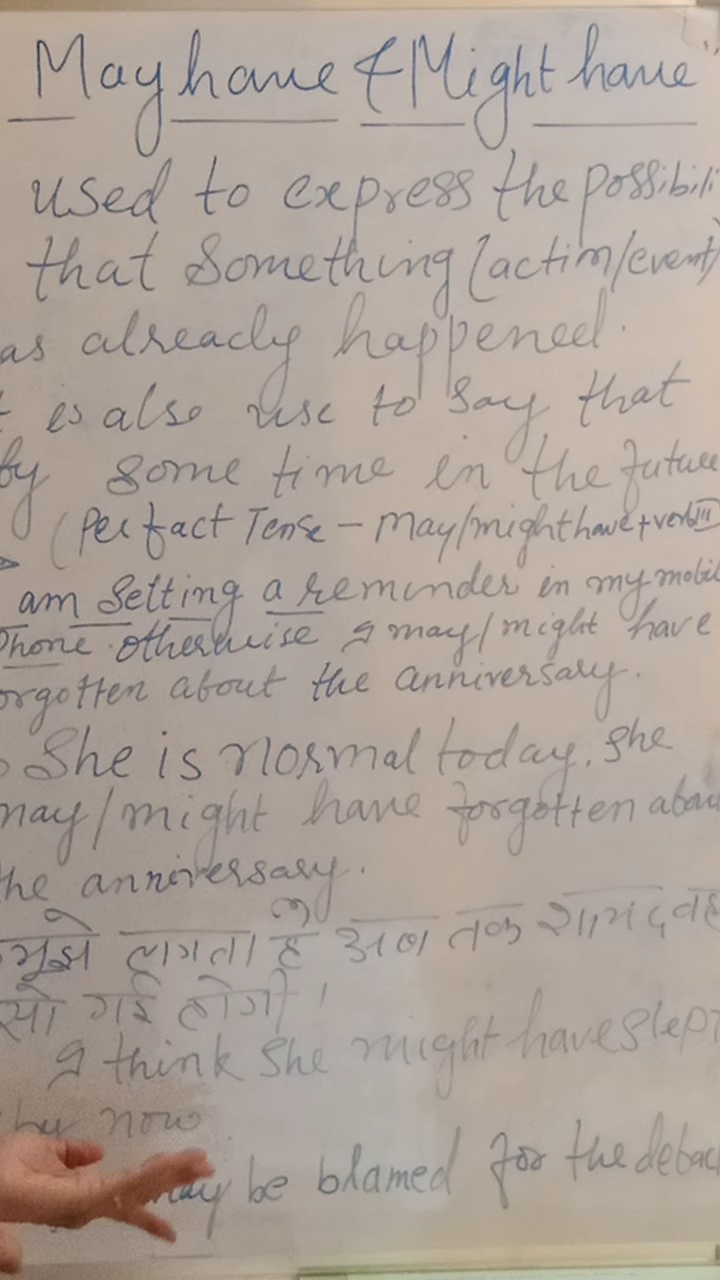 May have & Might have
used to express the possibili
that something (action/event)
as already happened.
t is also use to say that
by some time in the future
(Perfact Tense - May/might have + verb III
am setting a reminder in my mobil
Phone otherwise I may/might have
orgotten about the anniversary.
She is normal today. she
may/might have forgotten abou
the anniversary.
मुझे लगता है अब तक शायद वह
सो गई होगी।
I think she might have slept
by now
may be blamed for the debac